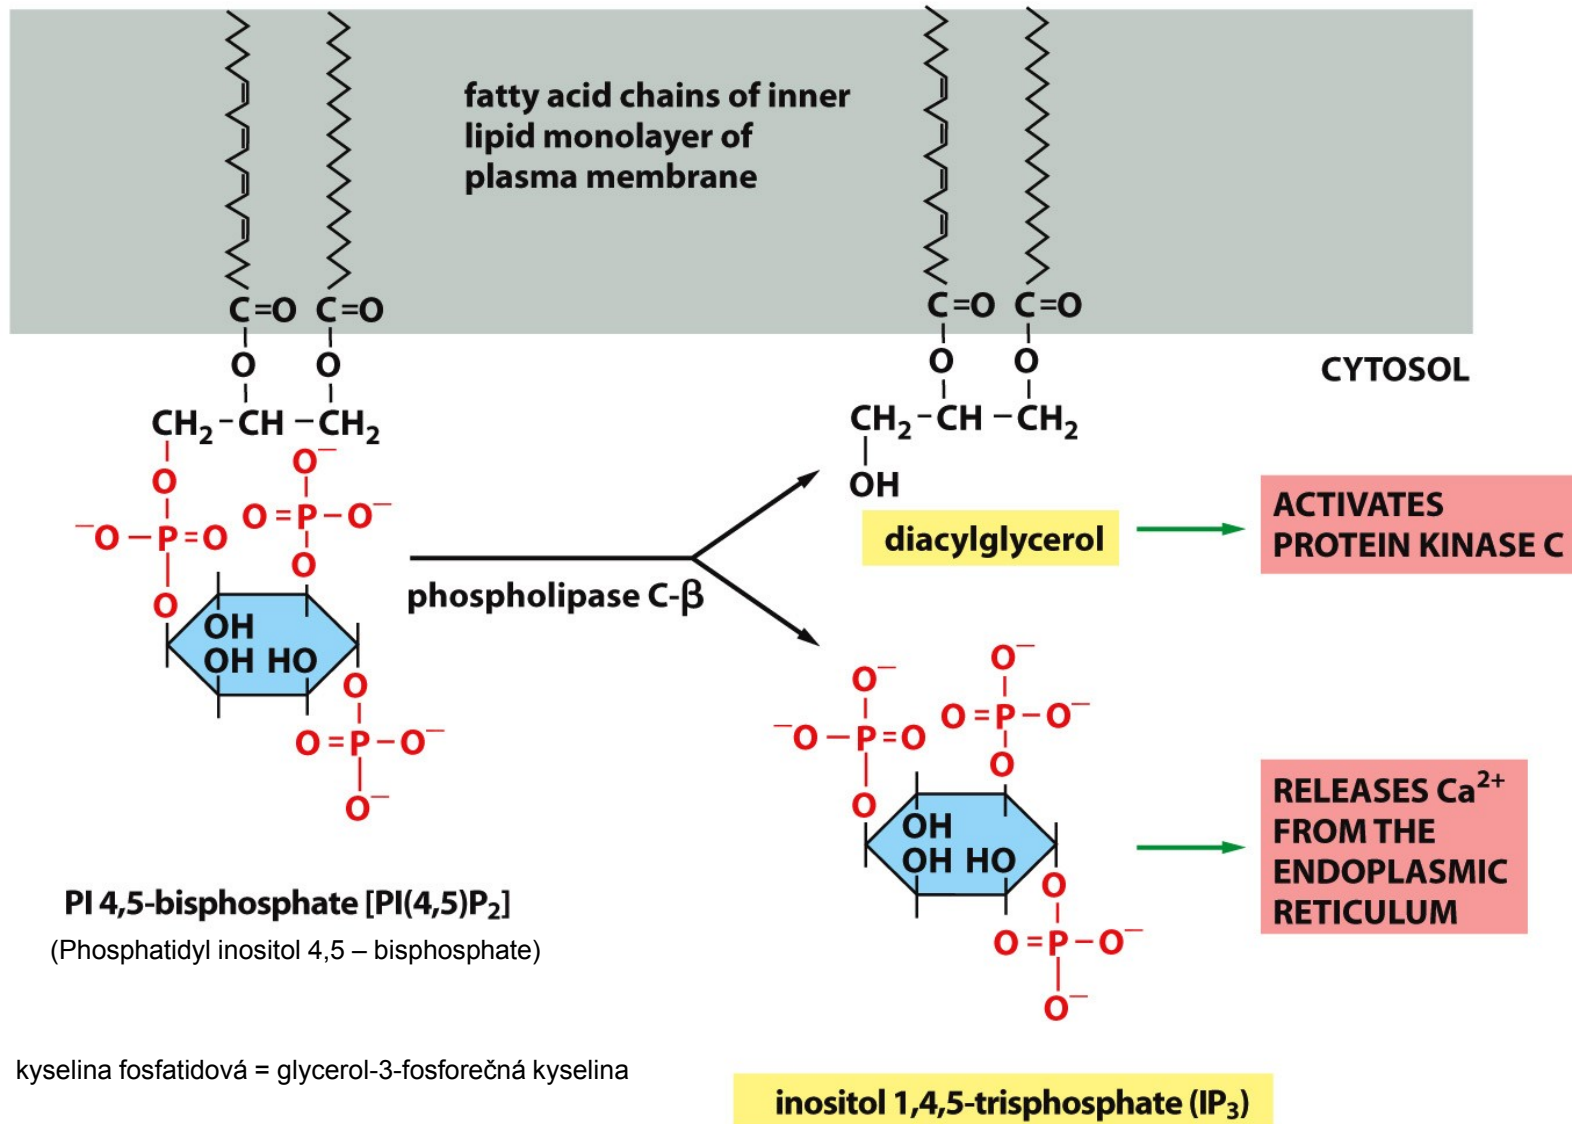 fatty acid chains of inner
lipid monolayer of
plasma membrane
C=O C=O
O O
CH₂–CH–CH₂
O
⁻O–P=O
O
O⁻
O=P–O⁻
O
OH
OH HO
O
O=P–O⁻
O⁻
PI 4,5-bisphosphate [PI(4,5)P₂]
(Phosphatidyl inositol 4,5 – bisphosphate)
kyselina fosfatidová = glycerol-3-fosforečná kyselina
phospholipase C-β
C=O C=O
O O
CYTOSOL
CH₂–CH–CH₂
OH
diacylglycerol
ACTIVATES
PROTEIN KINASE C
O⁻
⁻O–P=O
O
O⁻
O=P–O⁻
O
OH
OH HO
O
O=P–O⁻
O⁻
RELEASES Ca²⁺
FROM THE
ENDOPLASMIC
RETICULUM
inositol 1,4,5-trisphosphate (IP₃)